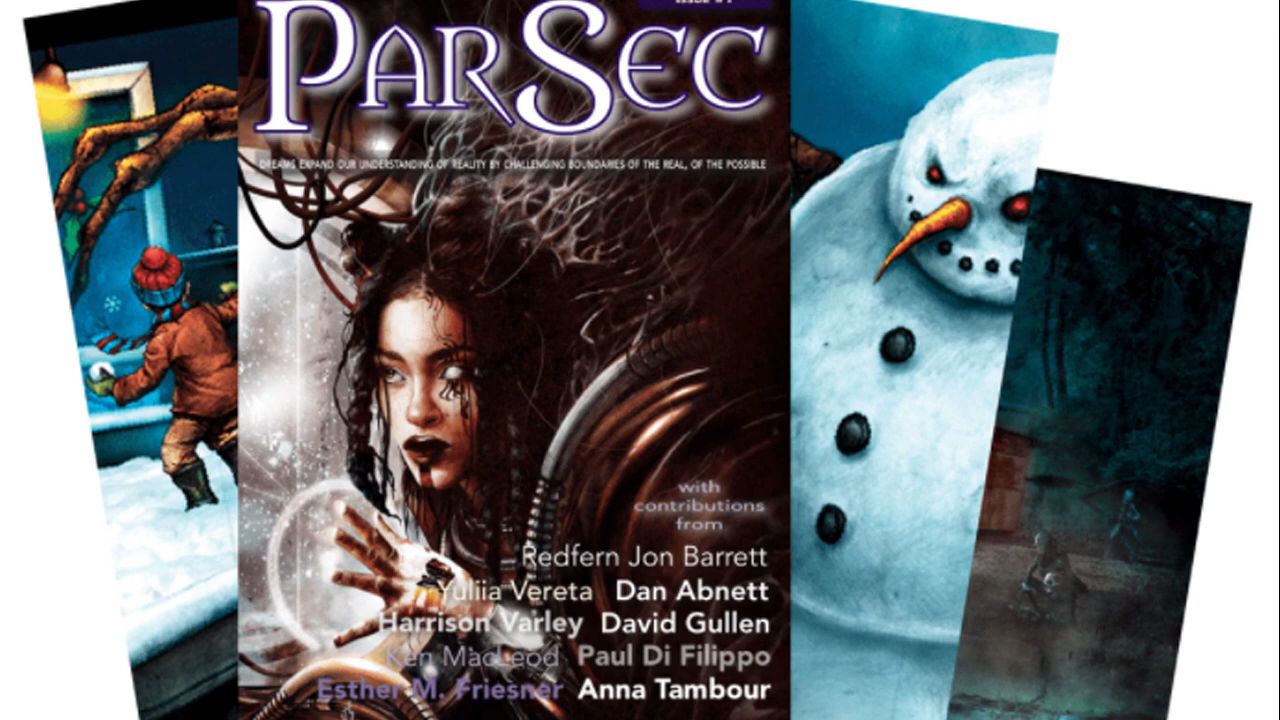 PARSEC
DREAMS EXPAND OUR UNDERSTANDING OF REALITY BY CHALLENGING BOUNDARIES OF THE REAL, OF THE POSSIBLE
with
contributions
from
Redfern Jon Barrett
Yuliia Vereta Dan Abnett
Harrison Varley David Gullen
Ken MacLeod Paul Di Filippo
Esther M. Friesner Anna Tambour